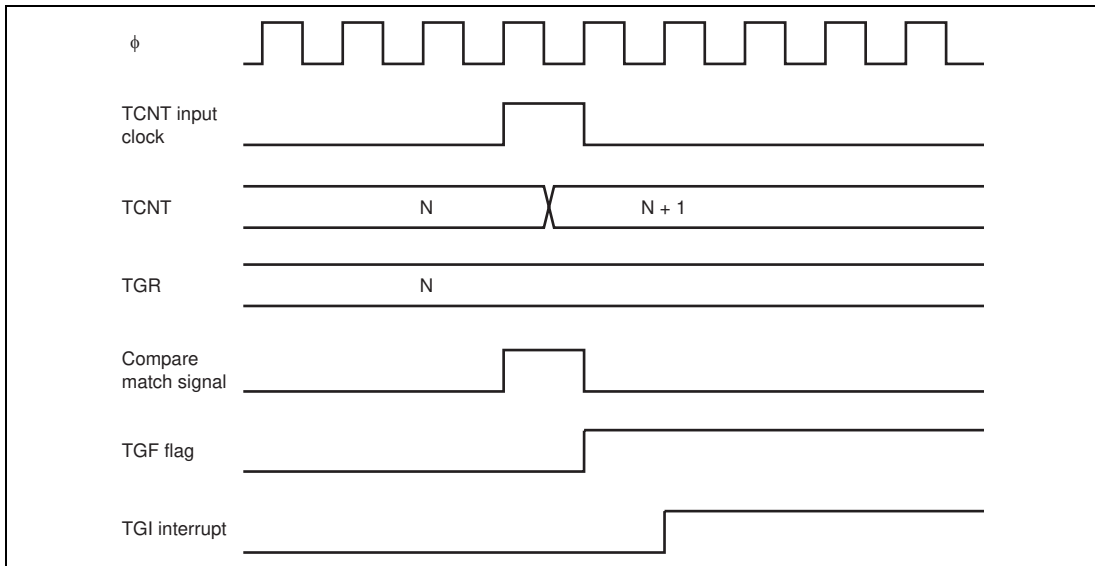 ϕ
TCNT input
clock
TCNT
N
N + 1
TGR
N
Compare
match signal
TGF flag
TGI interrupt